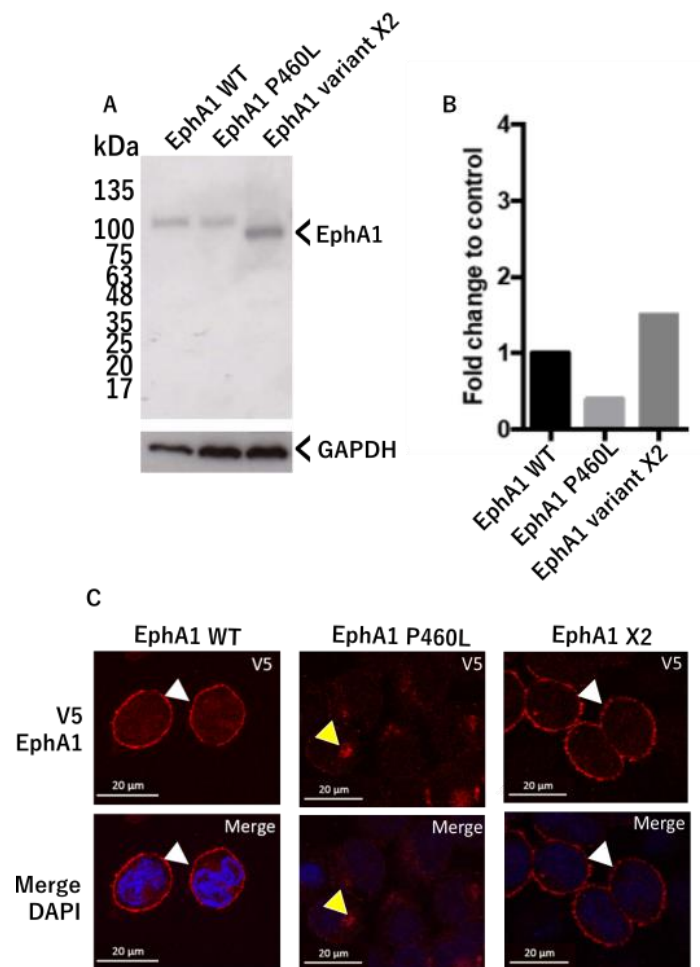 A
EphA1 WT
EphA1 P460L
EphA1 variant X2
kDa
135
100
75
63
48
35
25
20
17
< EphA1
< GAPDH
B
Fold change to control
4
3
2
1
0
EphA1 WT
EphA1 P460L
EphA1 variant X2
C
EphA1 WT
EphA1 P460L
EphA1 X2
V5
EphA1
V5
20 µm
V5
20 µm
V5
20 µm
Merge
DAPI
Merge
20 µm
Merge
20 µm
Merge
20 µm